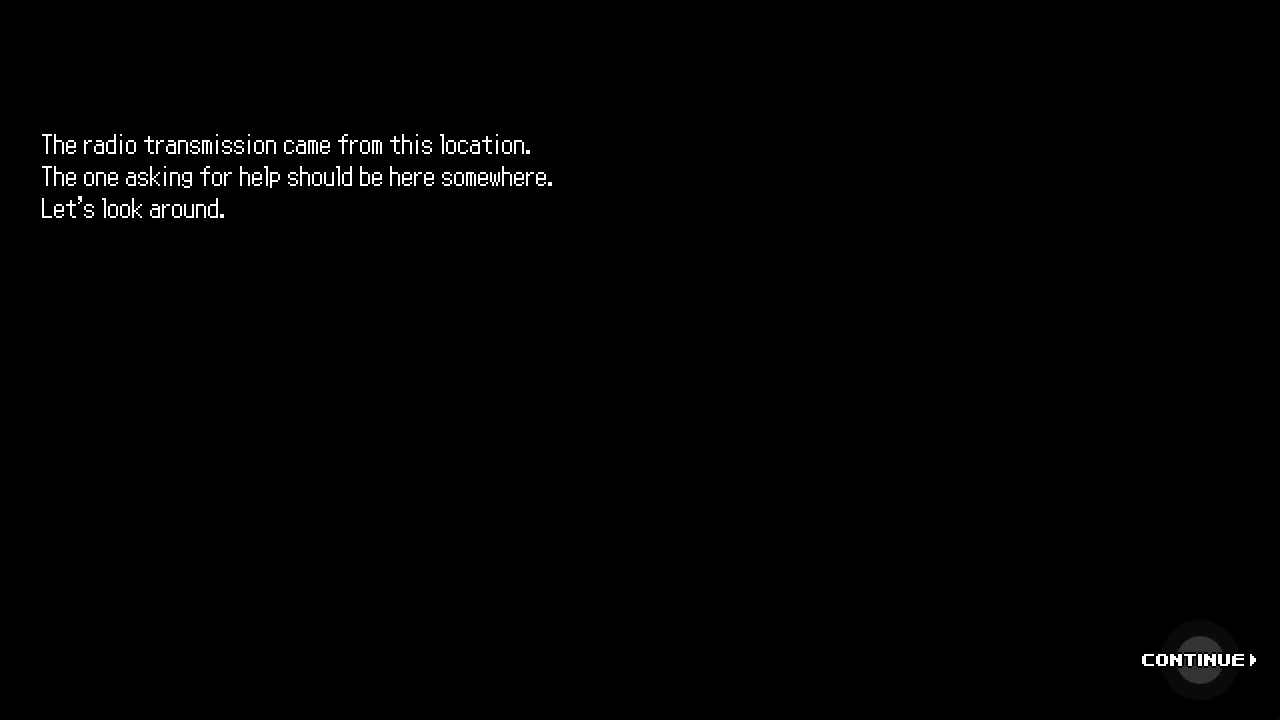 The radio transmission came from this location.
The one asking for help should be here somewhere.
Let's look around.
CONTINUE